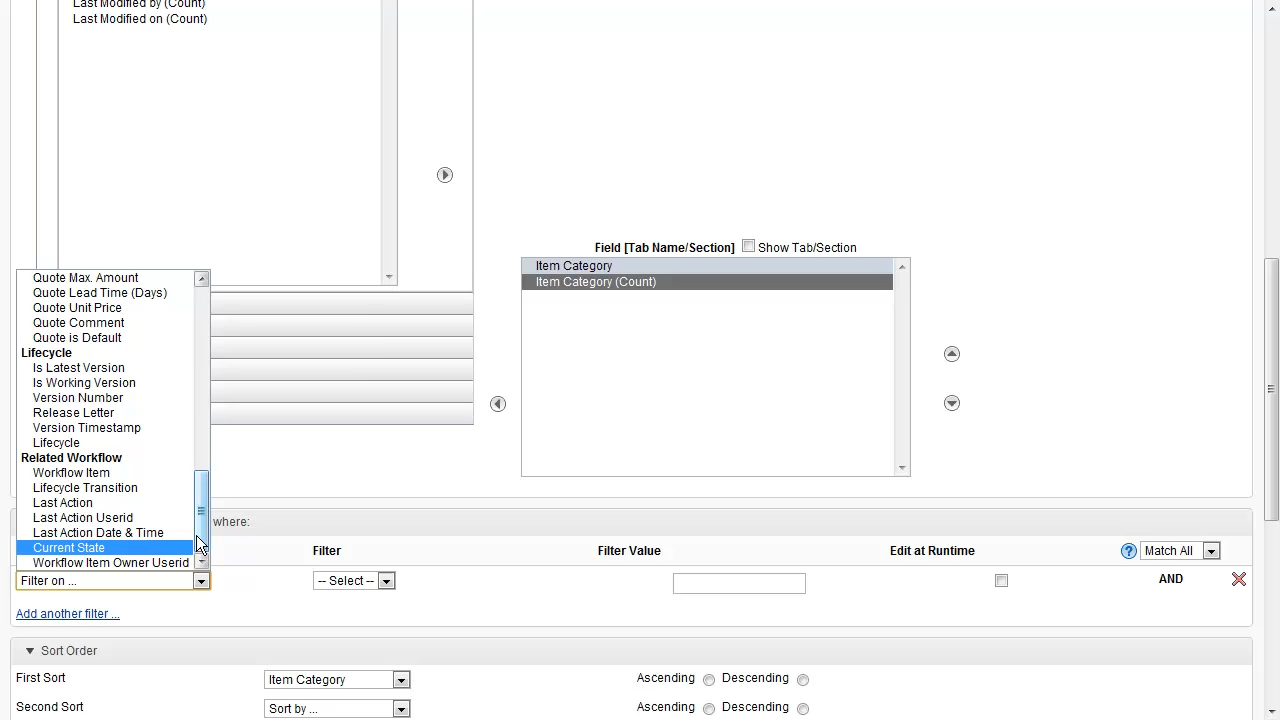 Last Modified by (Count)
Last Modified on (Count)
Field [Tab Name/Section] Show Tab/Section
Item Category
Item Category (Count)
Quote Max. Amount
Quote Lead Time (Days)
Quote Unit Price
Quote Comment
Quote is Default
Lifecycle
Is Latest Version
Is Working Version
Version Number
Release Letter
Version Timestamp
Lifecycle
Related Workflow
Workflow Item
Lifecycle Transition
Last Action
Last Action Userid
Last Action Date & Time
Current State
Workflow Item Owner Userid
where:
Filter Filter Value Edit at Runtime ? Match All
Filter on ... -- Select -- AND
Add another filter ...
Sort Order
First Sort Item Category Ascending Descending
Second Sort Sort by ... Ascending Descending